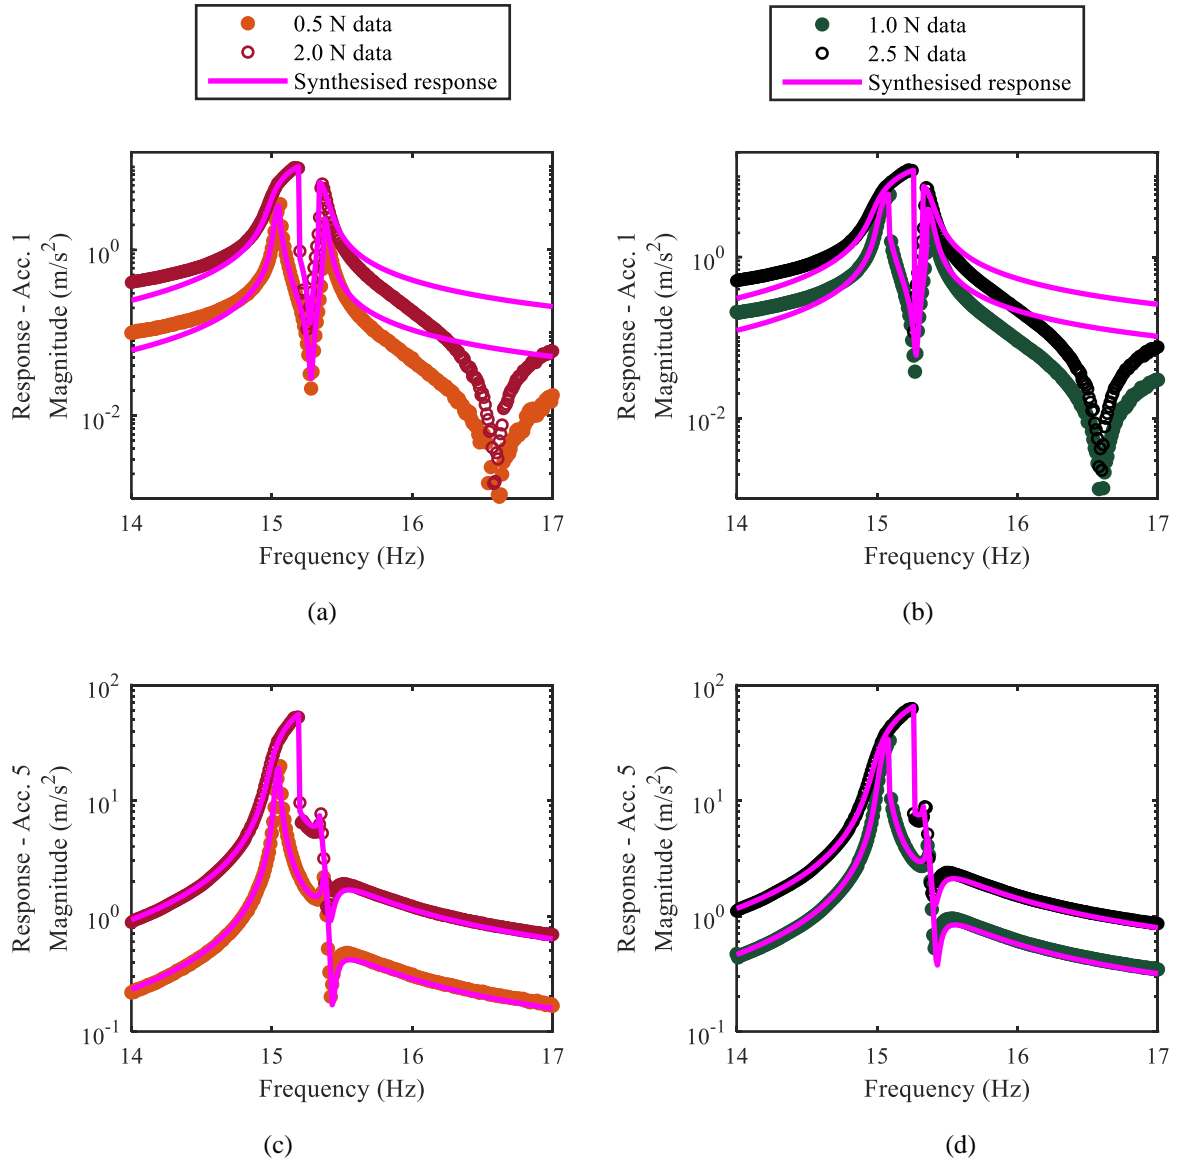 0.5 N data
2.0 N data
Synthesised response
1.0 N data
2.5 N data
Synthesised response
Response - Acc. 1
Magnitude (m/s²)
10⁰
10⁻²
14
15
16
17
Frequency (Hz)
(a)
Response - Acc. 1
Magnitude (m/s²)
10⁰
10⁻²
14
15
16
17
Frequency (Hz)
(b)
Response - Acc. 5
Magnitude (m/s²)
10²
10¹
10⁰
10⁻¹
14
15
16
17
Frequency (Hz)
(c)
Response - Acc. 5
Magnitude (m/s²)
10²
10¹
10⁰
10⁻¹
14
15
16
17
Frequency (Hz)
(d)